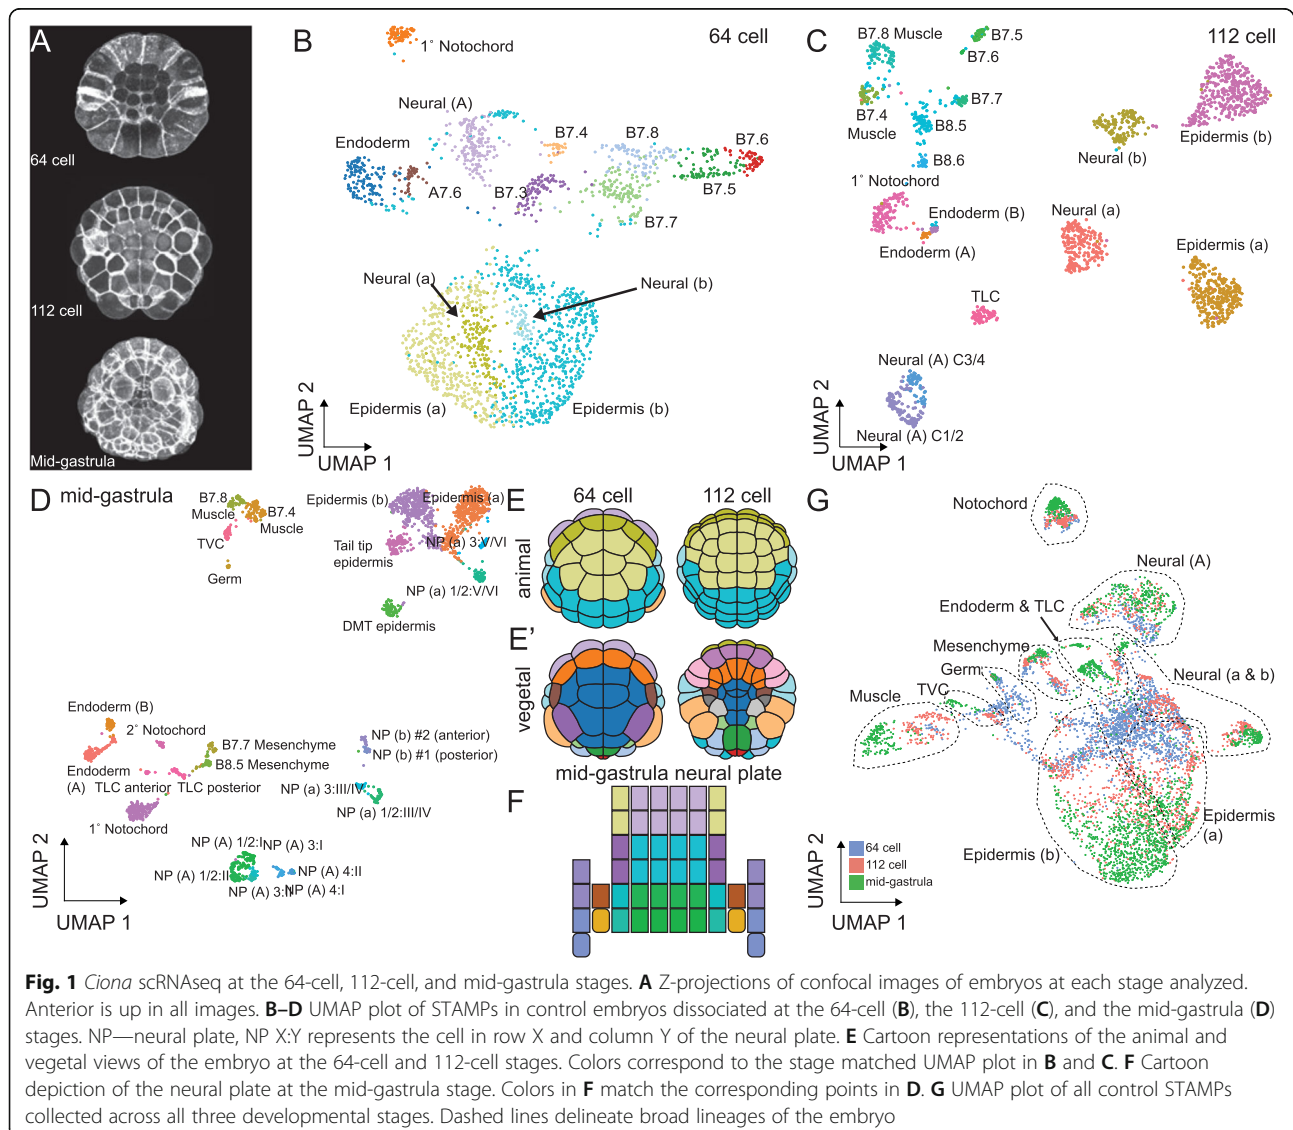 A
64 cell
112 cell
Mid-gastrula
B
64 cell
1° Notochord
Neural (A)
Endoderm
A7.6
B7.3
B7.4
B7.8
B7.6
B7.5
B7.7
Neural (a)
Neural (b)
Epidermis (a)
Epidermis (b)
UMAP 2
UMAP 1
C
112 cell
B7.8 Muscle
B7.5
B7.6
B7.4
Muscle
B7.7
B8.5
B8.6
Neural (b)
Epidermis (b)
1° Notochord
Endoderm (B)
Endoderm (A)
Neural (a)
Epidermis (a)
TLC
Neural (A) C3/4
Neural (A) C1/2
UMAP 2
UMAP 1
D mid-gastrula
B7.8
Muscle
B7.4
Muscle
TVC
Germ
Epidermis (b)
Epidermis (a)
NP (a) 3:V/VI
Tail tip
epidermis
NP (a) 1/2:V/VI
DMT epidermis
Endoderm (B)
2° Notochord
B7.7 Mesenchyme
B8.5 Mesenchyme
Endoderm
(A)
TLC anterior
TLC posterior
1° Notochord
NP (b) #2 (anterior)
NP (b) #1 (posterior)
NP (a) 3:III/IV
NP (a) 1/2:III/IV
NP (A) 1/2:I
NP (A) 3:I
NP (A) 1/2:II
NP (A) 4:II
NP (A) 3:II
NP (A) 4:I
UMAP 2
UMAP 1
E
64 cell
112 cell
animal
E'
vegetal
mid-gastrula neural plate
F
G
Notochord
Neural (A)
Endoderm & TLC
Mesenchyme
Germ
TVC
Muscle
Neural (a & b)
Epidermis
(a)
Epidermis (b)
64 cell
112 cell
mid-gastrula
UMAP 2
UMAP 1
Fig. 1 Ciona scRNAseq at the 64-cell, 112-cell, and mid-gastrula stages. A Z-projections of confocal images of embryos at each stage analyzed.
Anterior is up in all images. B–D UMAP plot of STAMPs in control embryos dissociated at the 64-cell (B), the 112-cell (C), and the mid-gastrula (D)
stages. NP—neural plate, NP X:Y represents the cell in row X and column Y of the neural plate. E Cartoon representations of the animal and
vegetal views of the embryo at the 64-cell and 112-cell stages. Colors correspond to the stage matched UMAP plot in B and C. F Cartoon
depiction of the neural plate at the mid-gastrula stage. Colors in F match the corresponding points in D. G UMAP plot of all control STAMPs
collected across all three developmental stages. Dashed lines delineate broad lineages of the embryo